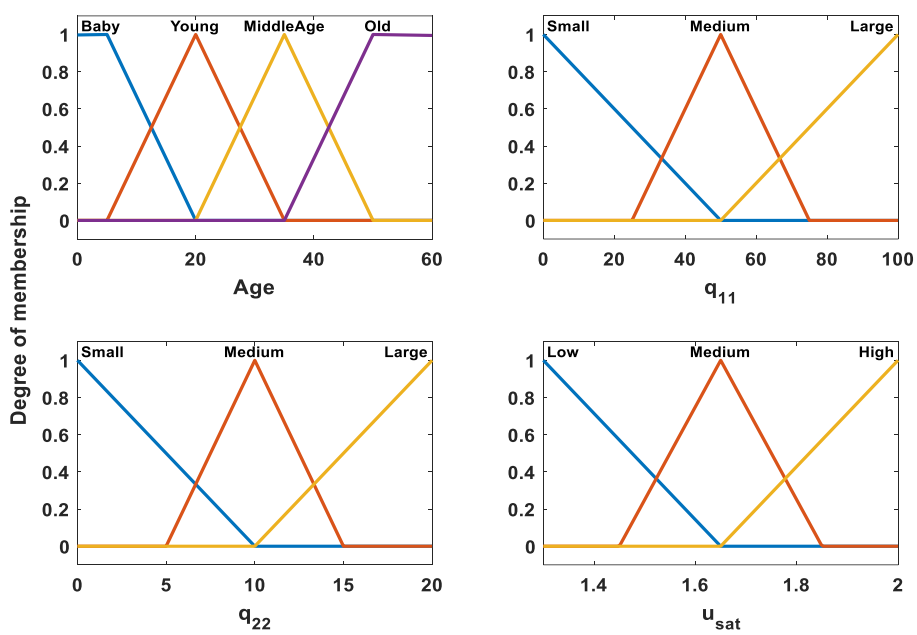 Baby Young MiddleAge Old
1
0.8
0.6
0.4
0.2
0
0 20 40 60
Age
Small Medium Large
1
0.8
0.6
0.4
0.2
0
0 20 40 60 80 100
q11
Degree of membership
Small Medium Large
1
0.8
0.6
0.4
0.2
0
0 5 10 15 20
q22
Low Medium High
1
0.8
0.6
0.4
0.2
0
1.4 1.6 1.8 2
usat